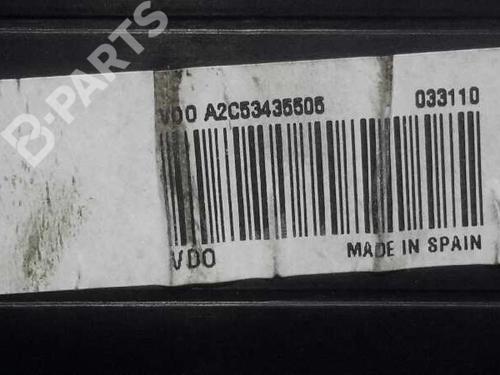 B-PARTS
VDO A2C53435505 033110
VDO MADE IN SPAIN